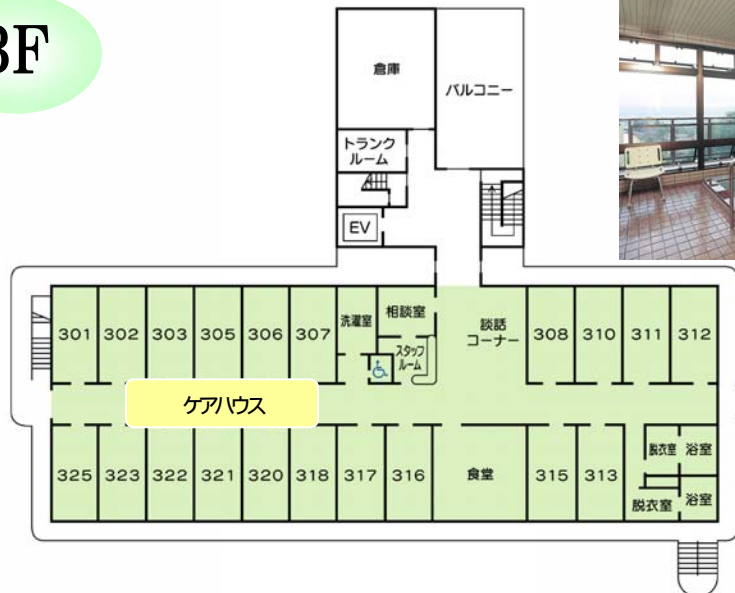 3F
倉庫
バルコニー
トランク
ルーム
EV
301
302
303
305
306
307
洗濯室
相談室
スタッフ
ルーム
談話
コーナー
308
310
311
312
ケアハウス
325
323
322
321
320
318
317
316
食堂
315
313
脱衣室
浴室
脱衣室
浴室